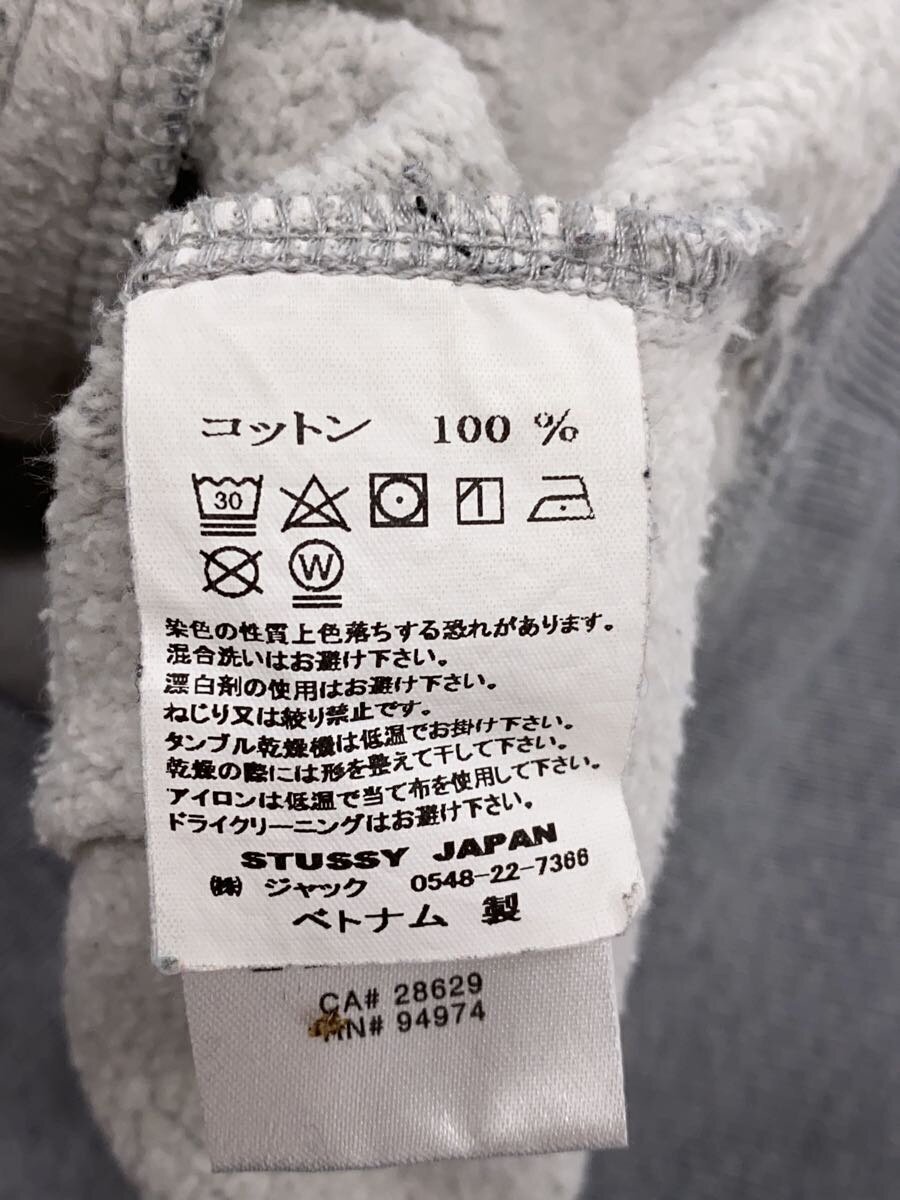 コットン 100 %
30
W
染色の性質上色落ちする恐れがあります。
混合洗いはお避け下さい。
漂白剤の使用はお避け下さい。
ねじり又は絞り禁止です。
タンブル乾燥機は低温でお掛け下さい。
乾燥の際には形を整えて干して下さい。
アイロンは低温で当て布を使用して下さい。
ドライクリーニングはお避け下さい。
STUSSY JAPAN
㈱ ジャック 0548-22-7366
ベトナム 製
CA# 28629
# 94974